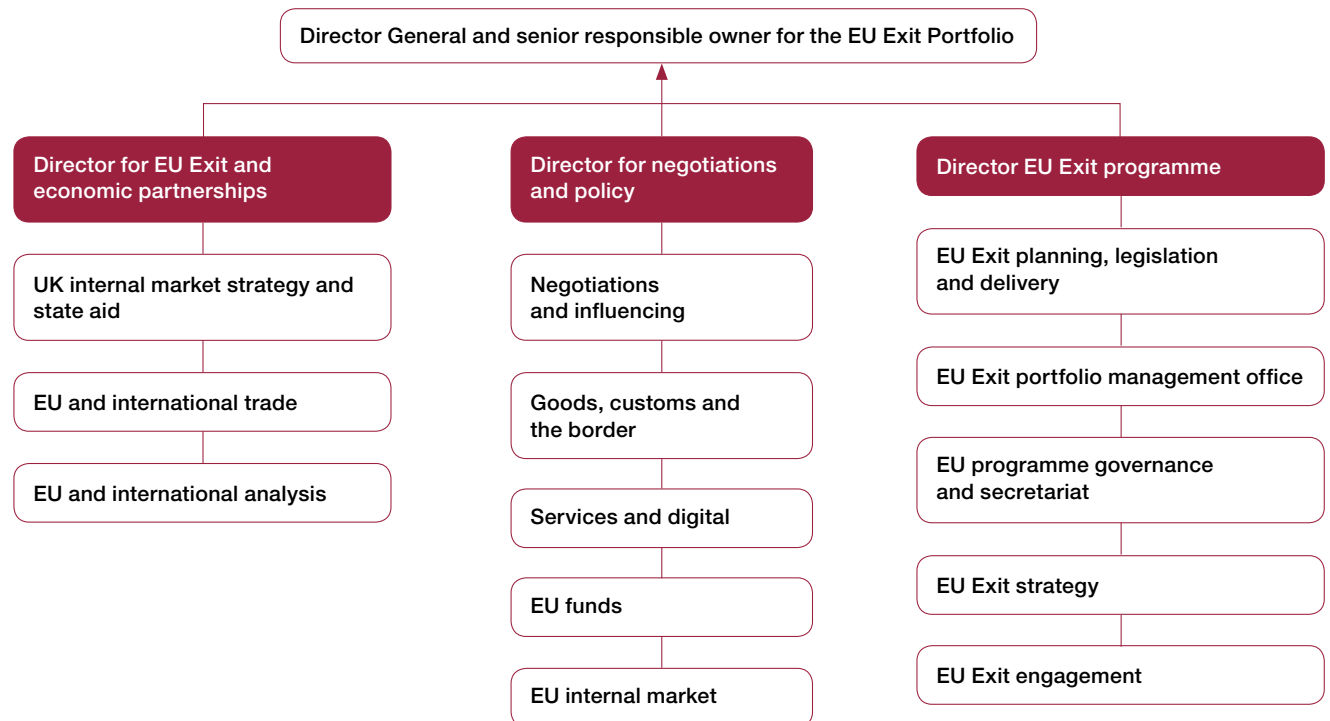 Director General and senior responsible owner for the EU Exit Portfolio
Director for EU Exit and
economic partnerships
UK internal market strategy and
state aid
EU and international trade
EU and international analysis
Director for negotiations
and policy
Negotiations
and influencing
Goods, customs and
the border
Services and digital
EU funds
EU internal market
Director EU Exit programme
EU Exit planning, legislation
and delivery
EU Exit portfolio management office
EU programme governance
and secretariat
EU Exit strategy
EU Exit engagement